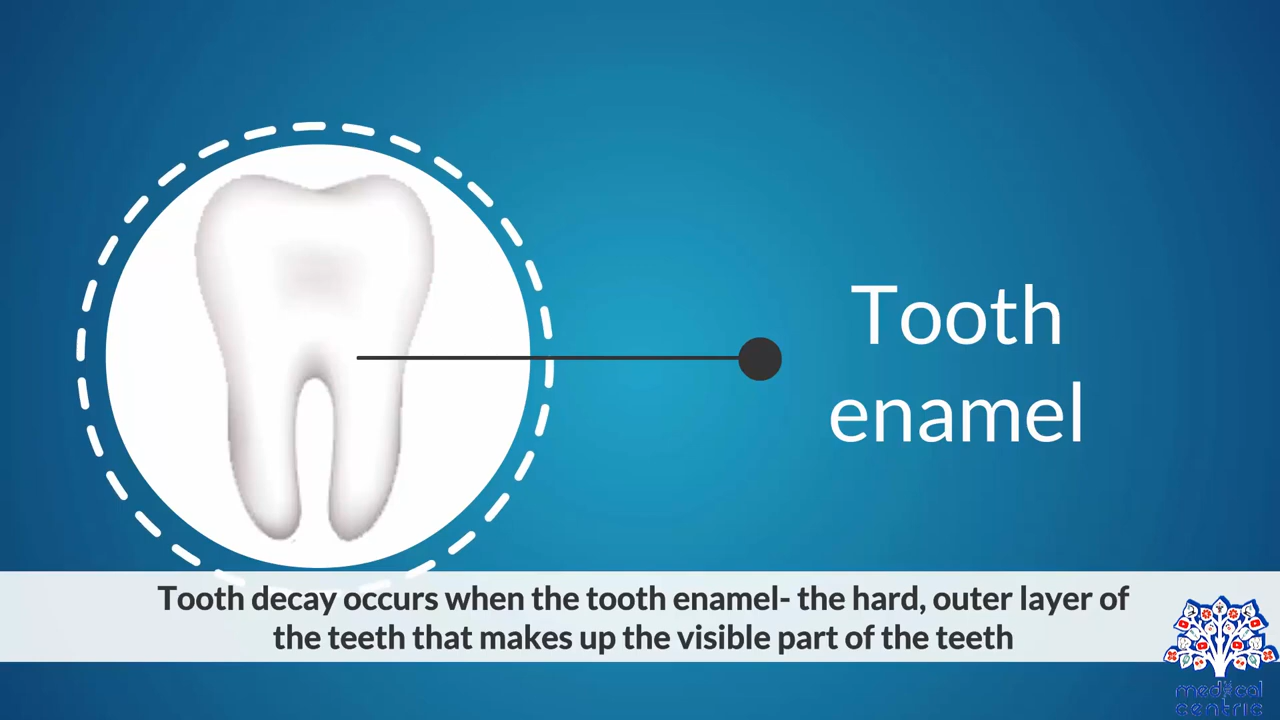 Tooth
enamel
Tooth decay occurs when the tooth enamel- the hard, outer layer of
the teeth that makes up the visible part of the teeth
medical
centric